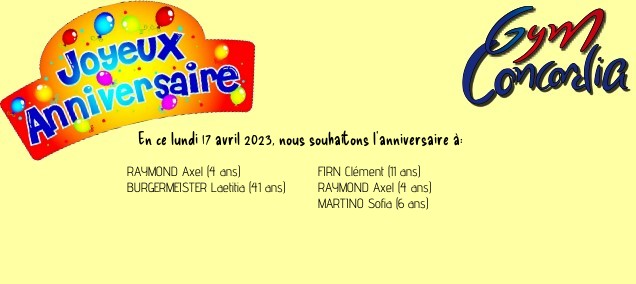 Joyeux
Anniversaire
Gym
Concordia
En ce lundi 17 avril 2023, nous souhaitons l'anniversaire à:
RAYMOND Axel (4 ans)
BURGERMEISTER Laetitia (41 ans)
FIRN Clément (11 ans)
RAYMOND Axel (4 ans)
MARTINO Sofia (6 ans)